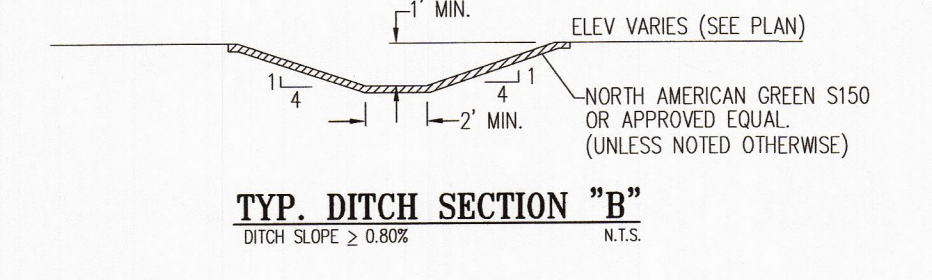 1' MIN.
ELEV VARIES (SEE PLAN)
1
4
1
4
2' MIN.
NORTH AMERICAN GREEN S150
OR APPROVED EQUAL.
(UNLESS NOTED OTHERWISE)
TYP. DITCH SECTION "B"
DITCH SLOPE ≥ 0.80%
N.T.S.